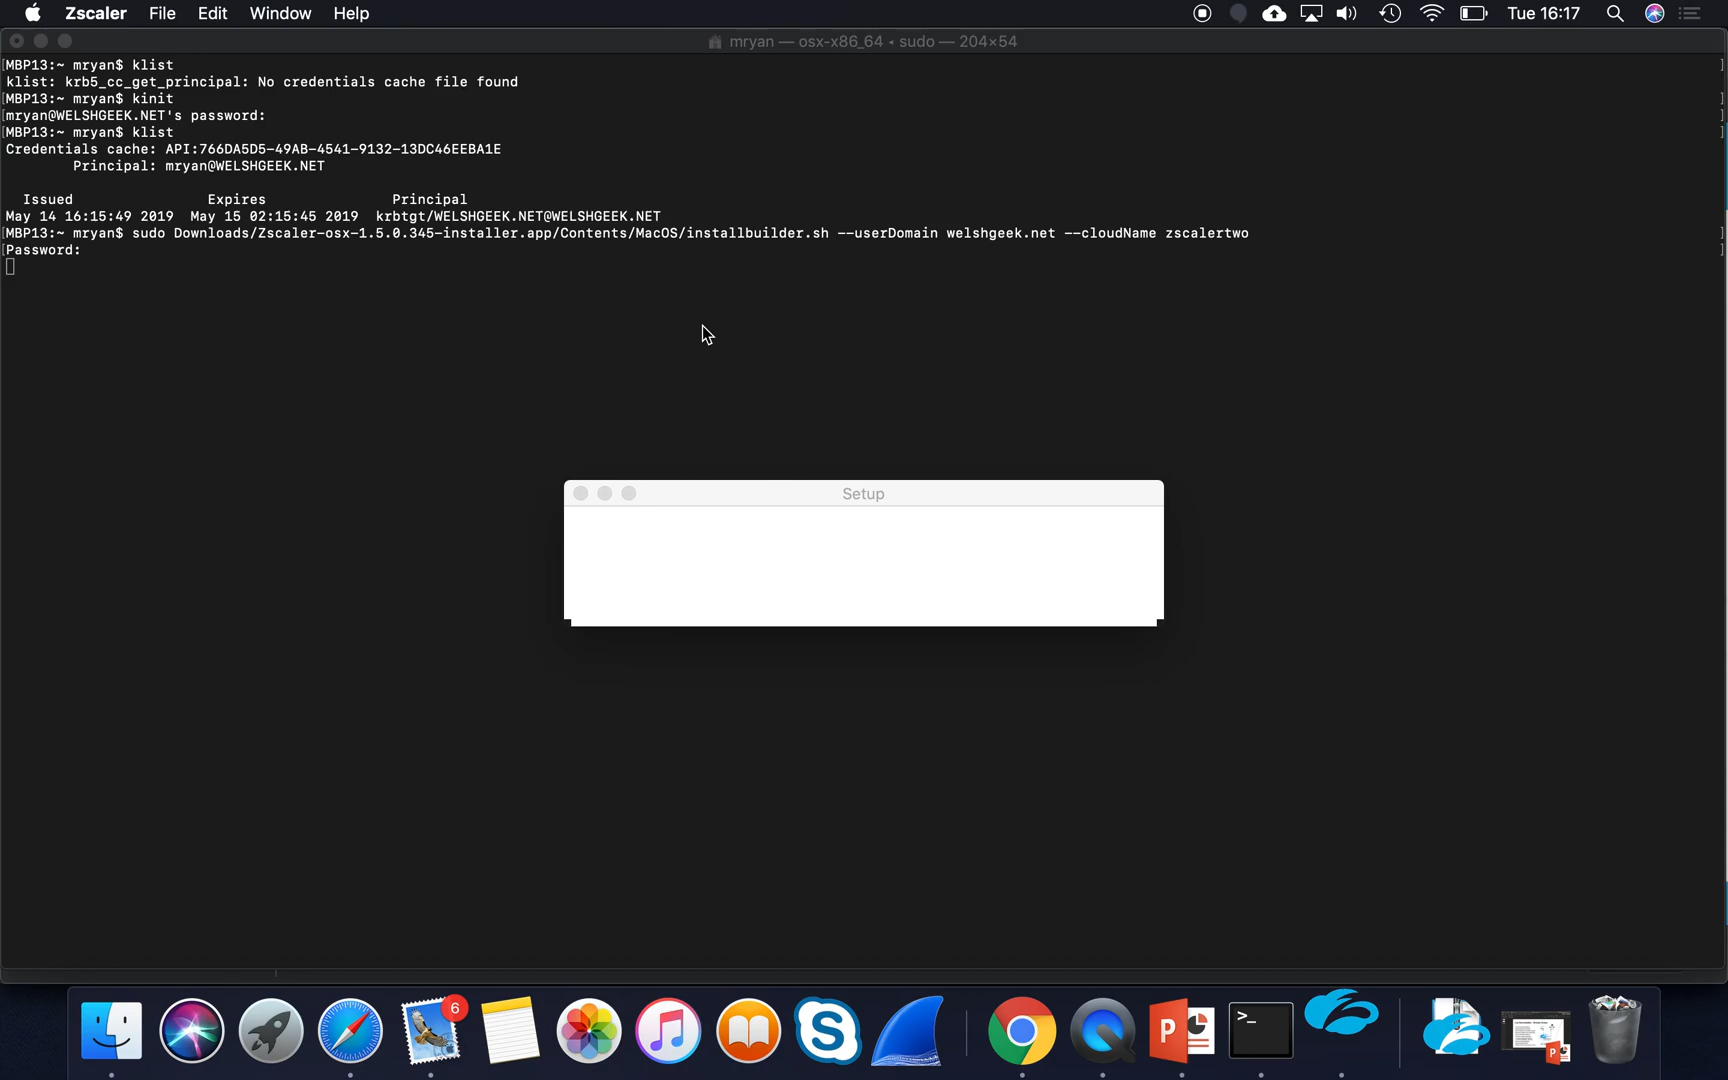 Zscaler File Edit Window Help Tue 16:17
mryan — osx-x86_64 ◂ sudo — 204×54
[MBP13:~ mryan$ klist ]
klist: krb5_cc_get_principal: No credentials cache file found
[MBP13:~ mryan$ kinit ]
[mryan@WELSHGEEK.NET's password: ]
[MBP13:~ mryan$ klist ]
Credentials cache: API:766DA5D5-49AB-4541-9132-13DC46EEBA1E
Principal: mryan@WELSHGEEK.NET
Issued Expires Principal
May 14 16:15:49 2019 May 15 02:15:45 2019 krbtgt/WELSHGEEK.NET@WELSHGEEK.NET
[MBP13:~ mryan$ sudo Downloads/Zscaler-osx-1.5.0.345-installer.app/Contents/MacOS/installbuilder.sh --userDomain welshgeek.net --cloudName zscalertwo ]
[Password: ]
Setup
6
S
P
>_
P